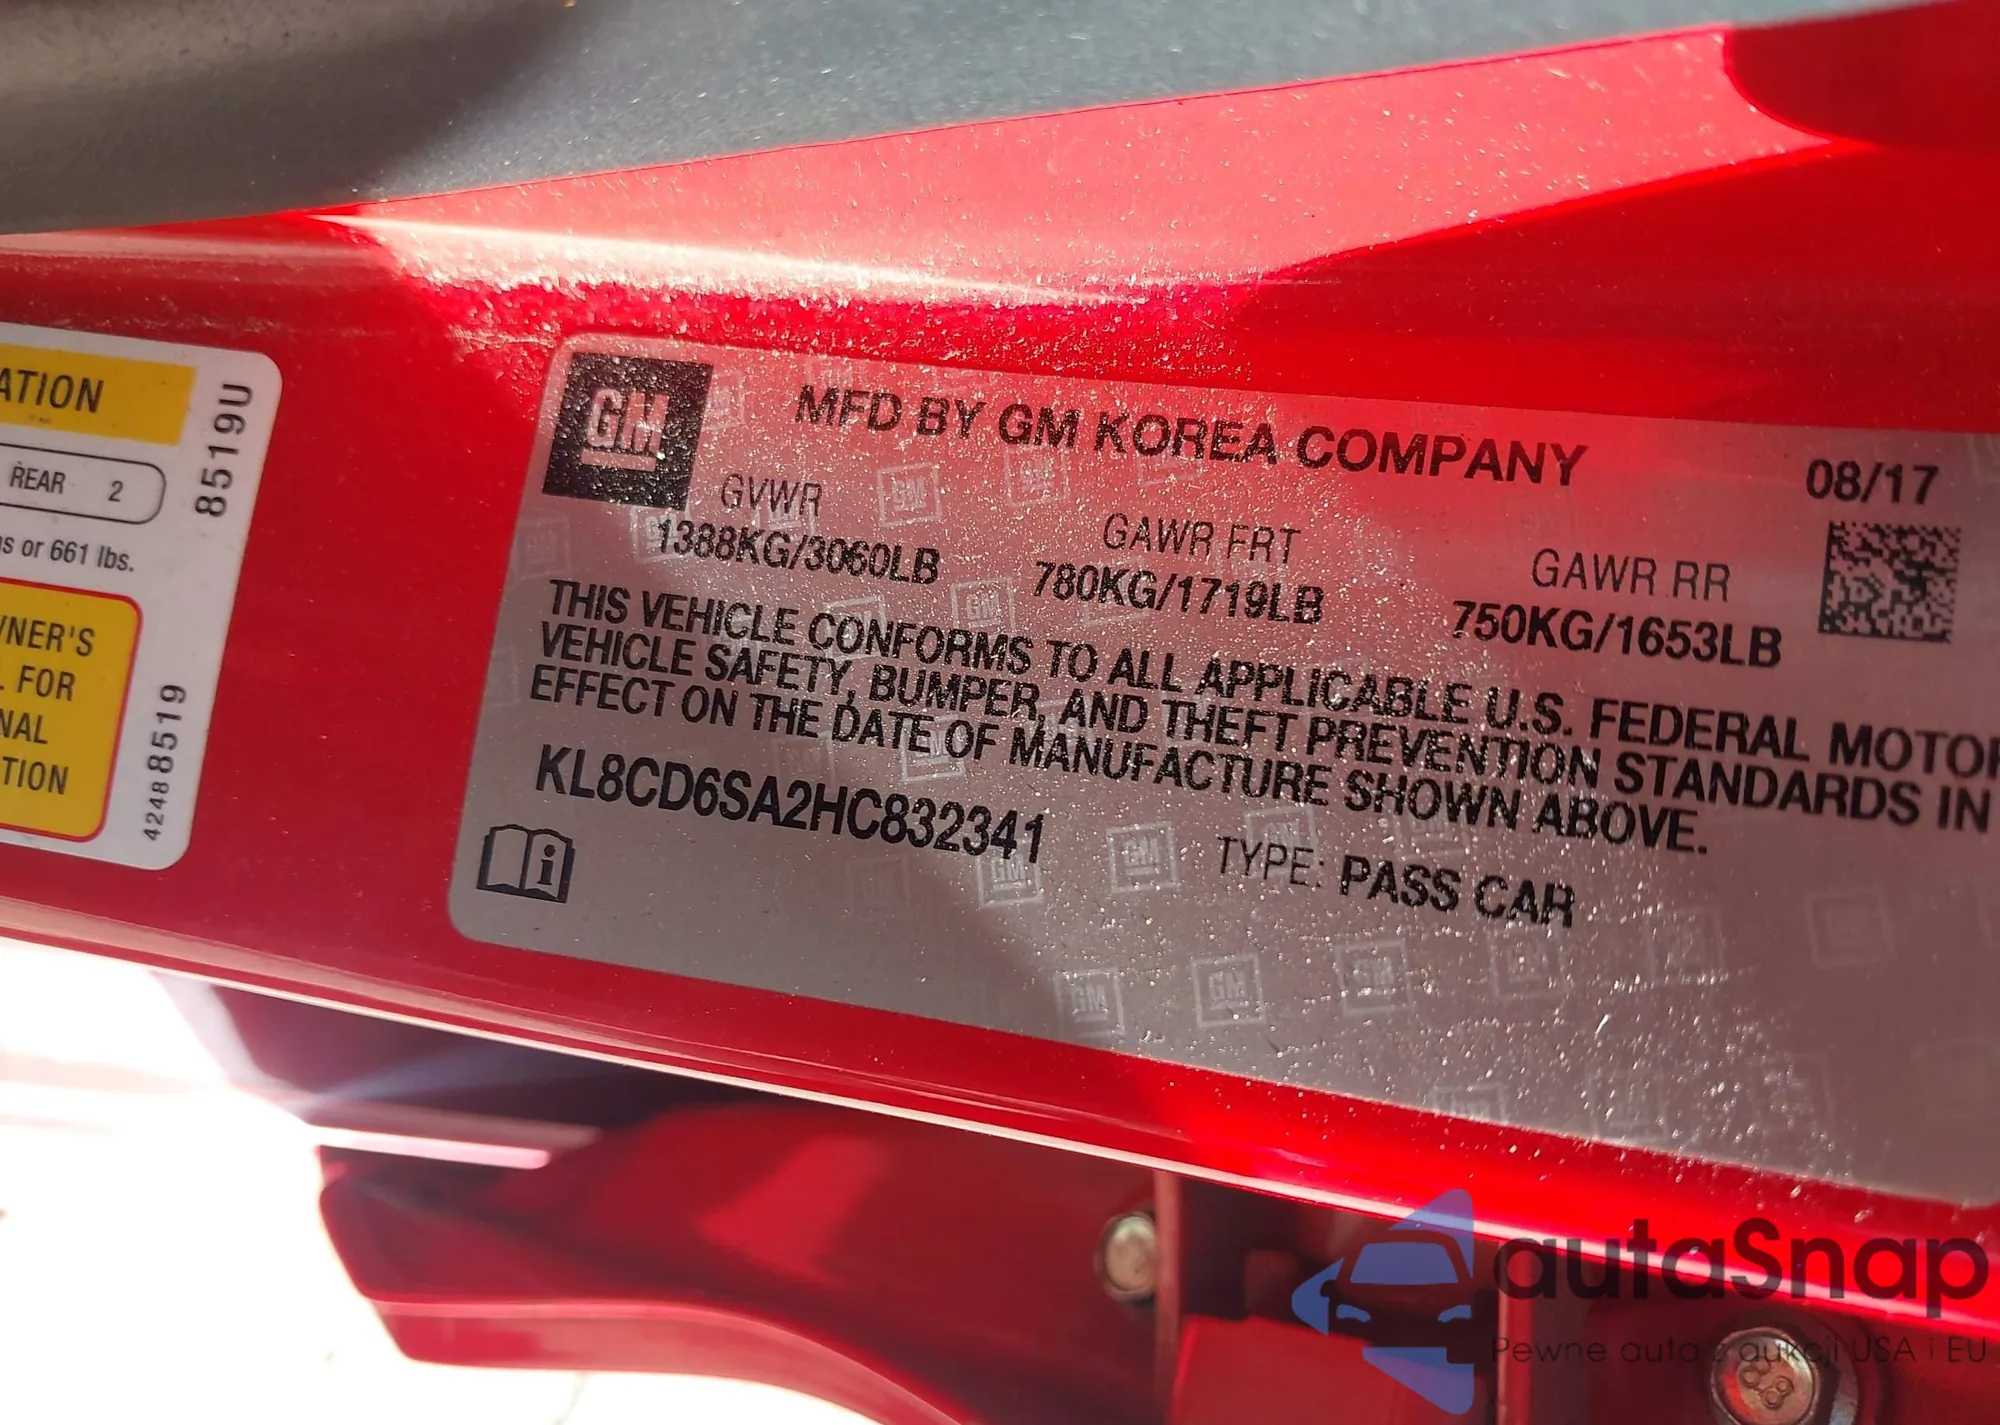 ATION
REAR 2
s or 661 lbs.
NER'S
FOR
NAL
TION
8519U
42488519
GM
MFD BY GM KOREA COMPANY
08/17
GVWR
GAWR FRT
GAWR RR
1388KG/3060LB
780KG/1719LB
750KG/1653LB
THIS VEHICLE CONFORMS TO ALL APPLICABLE U.S. FEDERAL MOTOR
VEHICLE SAFETY, BUMPER, AND THEFT PREVENTION STANDARDS IN
EFFECT ON THE DATE OF MANUFACTURE SHOWN ABOVE.
KL8CD6SA2HC832341
TYPE: PASS CAR
autaSnap
Pewne auta z aukcji USA i EU
8.8